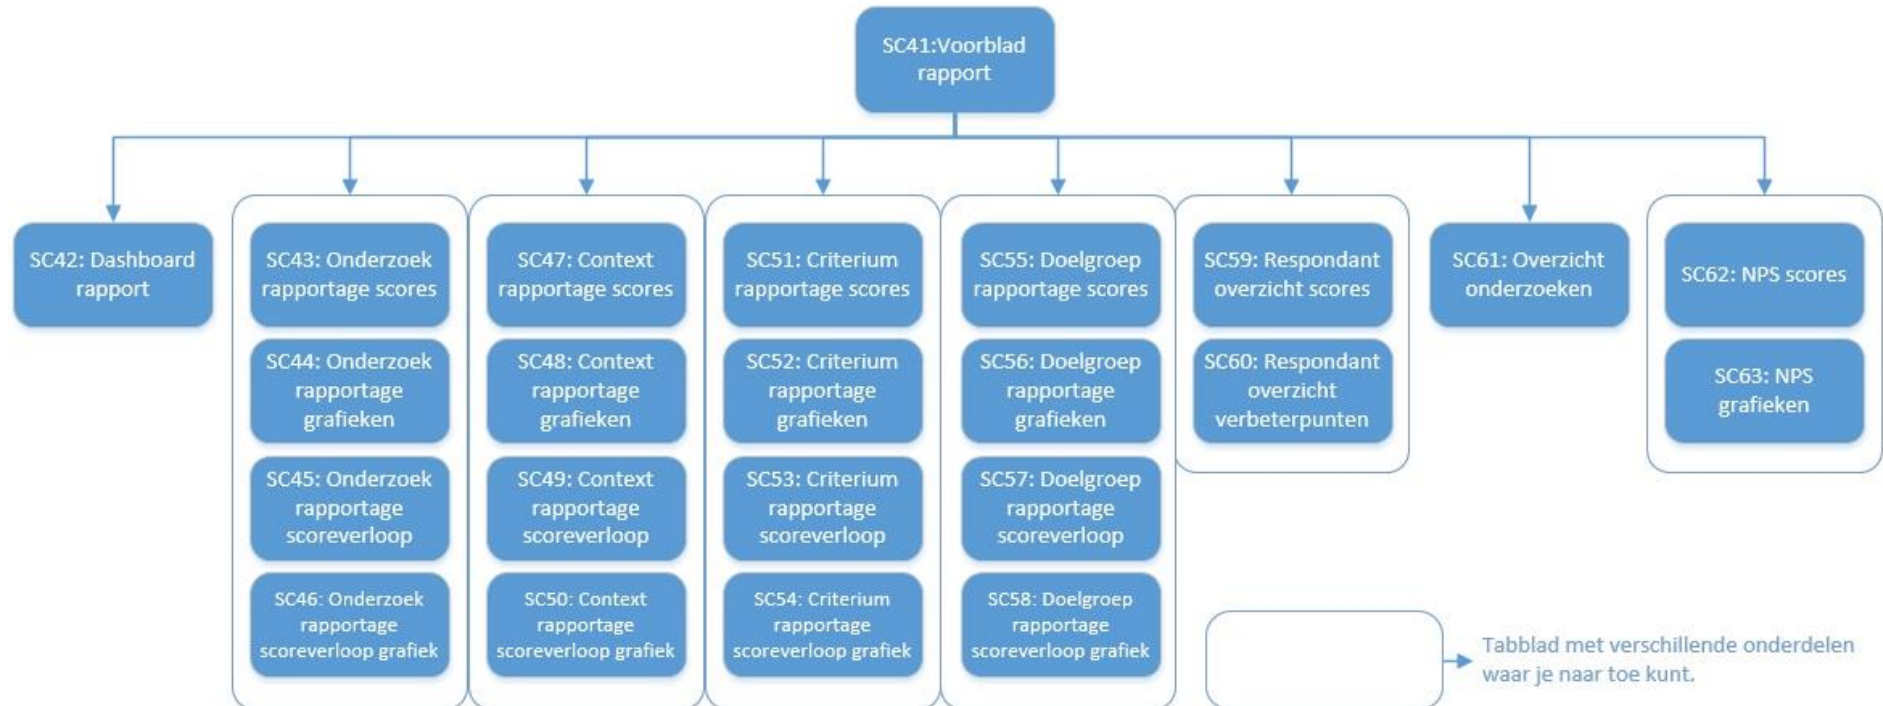 SC41:Voorblad
rapport
SC42: Dashboard
rapport
SC43: Onderzoek
rapportage scores
SC44: Onderzoek
rapportage
grafieken
SC45: Onderzoek
rapportage
scoreverloop
SC46: Onderzoek
rapportage
scoreverloop grafiek
SC47: Context
rapportage scores
SC48: Context
rapportage
grafieken
SC49: Context
rapportage
scoreverloop
SC50: Context
rapportage
scoreverloop grafiek
SC51: Criterium
rapportage scores
SC52: Criterium
rapportage
grafieken
SC53: Criterium
rapportage
scoreverloop
SC54: Criterium
rapportage
scoreverloop grafiek
SC55: Doelgroep
rapportage scores
SC56: Doelgroep
rapportage
grafieken
SC57: Doelgroep
rapportage
scoreverloop
SC58: Doelgroep
rapportage
scoreverloop grafiek
SC59: Respondant
overzicht scores
SC60: Respondant
overzicht
verbeterpunten
SC61: Overzicht
onderzoeken
SC62: NPS scores
SC63: NPS
grafieken
Tabblad met verschillende onderdelen
waar je naar toe kunt.